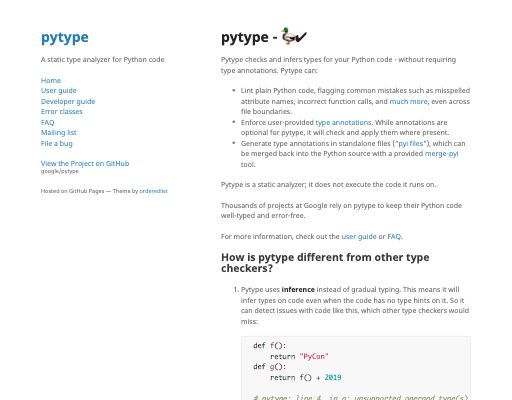 pytype
A static type analyzer for Python code
Home
User guide
Developer guide
Error classes
FAQ
Mailing list
File a bug
View the Project on GitHub
google/pytype
Hosted on GitHub Pages — Theme by orderedlist
pytype - 🦆✔
Pytype checks and infers types for your Python code - without requiring
type annotations. Pytype can:
• Lint plain Python code, flagging common mistakes such as misspelled
attribute names, incorrect function calls, and much more, even across
file boundaries.
• Enforce user-provided type annotations. While annotations are
optional for pytype, it will check and apply them where present.
• Generate type annotations in standalone files ("pyi files"), which can
be merged back into the Python source with a provided merge-pyi
tool.
Pytype is a static analyzer; it does not execute the code it runs on.
Thousands of projects at Google rely on pytype to keep their Python code
well-typed and error-free.
For more information, check out the user guide or FAQ.
How is pytype different from other type
checkers?
1. Pytype uses inference instead of gradual typing. This means it will
infer types on code even when the code has no type hints on it. So it
can detect issues with code like this, which other type checkers would
miss:
def f():
    return "PyCon"
def g():
    return f() + 2019
# pytype: line 4, in g: unsupported operand type(s)